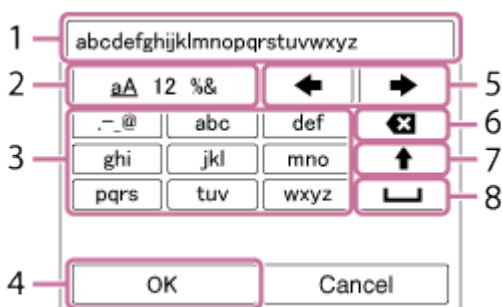 1 abcdefghijklmnopqrstuvwxyz
2 aA 12 %& 5
.-_@ abc def 6
3 ghi jkl mno 7
pqrs tuv wxyz 8
4 OK Cancel